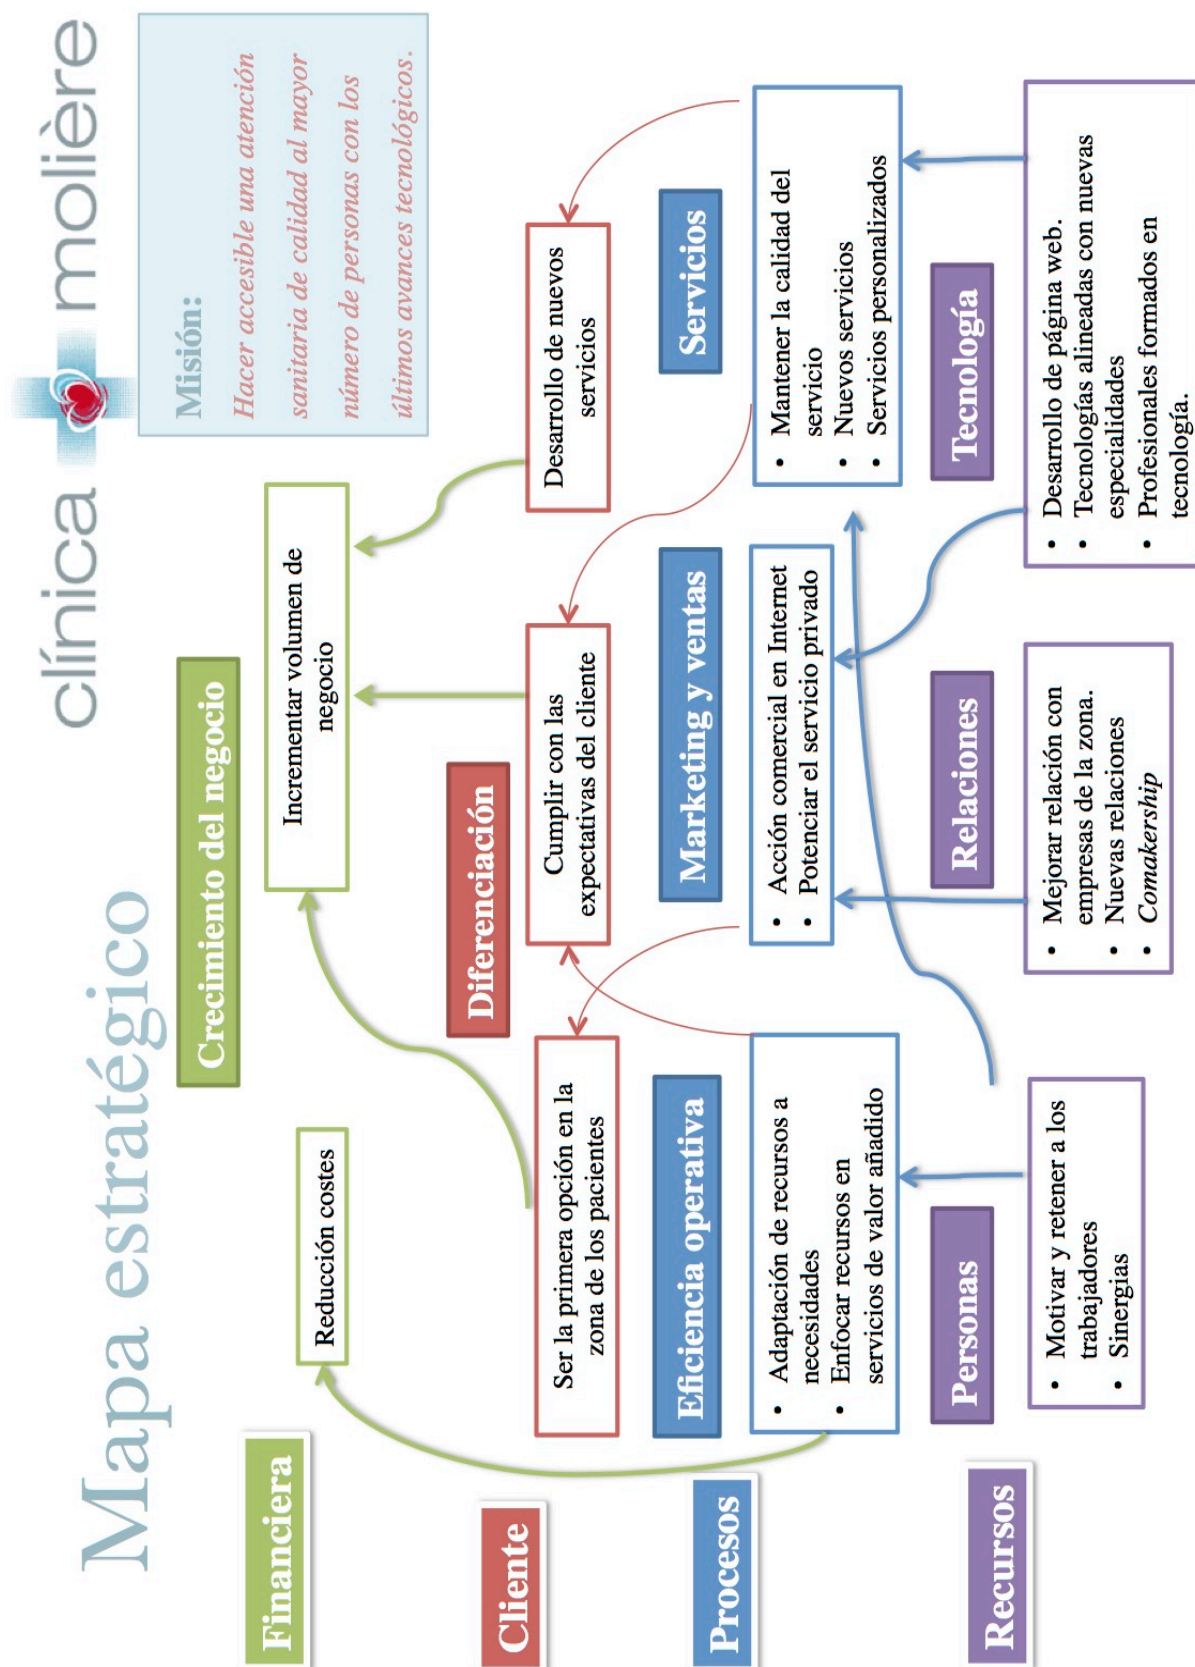 Mapa estratégico
clínica molière
Misión:
Hacer accesible una atención
sanitaria de calidad al mayor
número de personas con los
últimos avances tecnológicos.
Financiera
Crecimiento del negocio
Reducción costes
Incrementar volumen de
negocio
Cliente
Diferenciación
Ser la primera opción en la
zona de los pacientes
Cumplir con las
expectativas del cliente
Desarrollo de nuevos
servicios
Procesos
Eficiencia operativa
• Adaptación de recursos a
necesidades
• Enfocar recursos en
servicios de valor añadido
Marketing y ventas
• Acción comercial en Internet
• Potenciar el servicio privado
Servicios
• Mantener la calidad del
servicio
• Nuevos servicios
• Servicios personalizados
Recursos
Personas
• Motivar y retener a los
trabajadores
• Sinergias
Relaciones
• Mejorar relación con
empresas de la zona.
• Nuevas relaciones
• Comakership
Tecnología
• Desarrollo de página web.
• Tecnologías alineadas con nuevas
especialidades
• Profesionales formados en
tecnología.